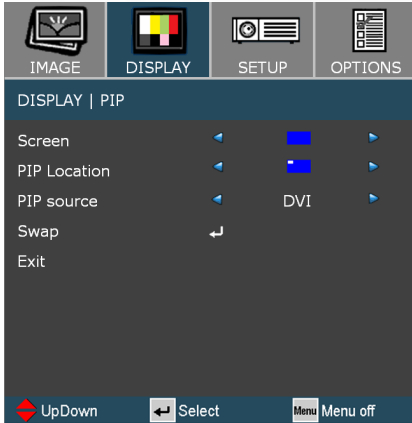 IMAGE DISPLAY SETUP OPTIONS
DISPLAY | PIP
Screen
PIP Location
PIP source DVI
Swap
Exit
UpDown Select Menu Menu off